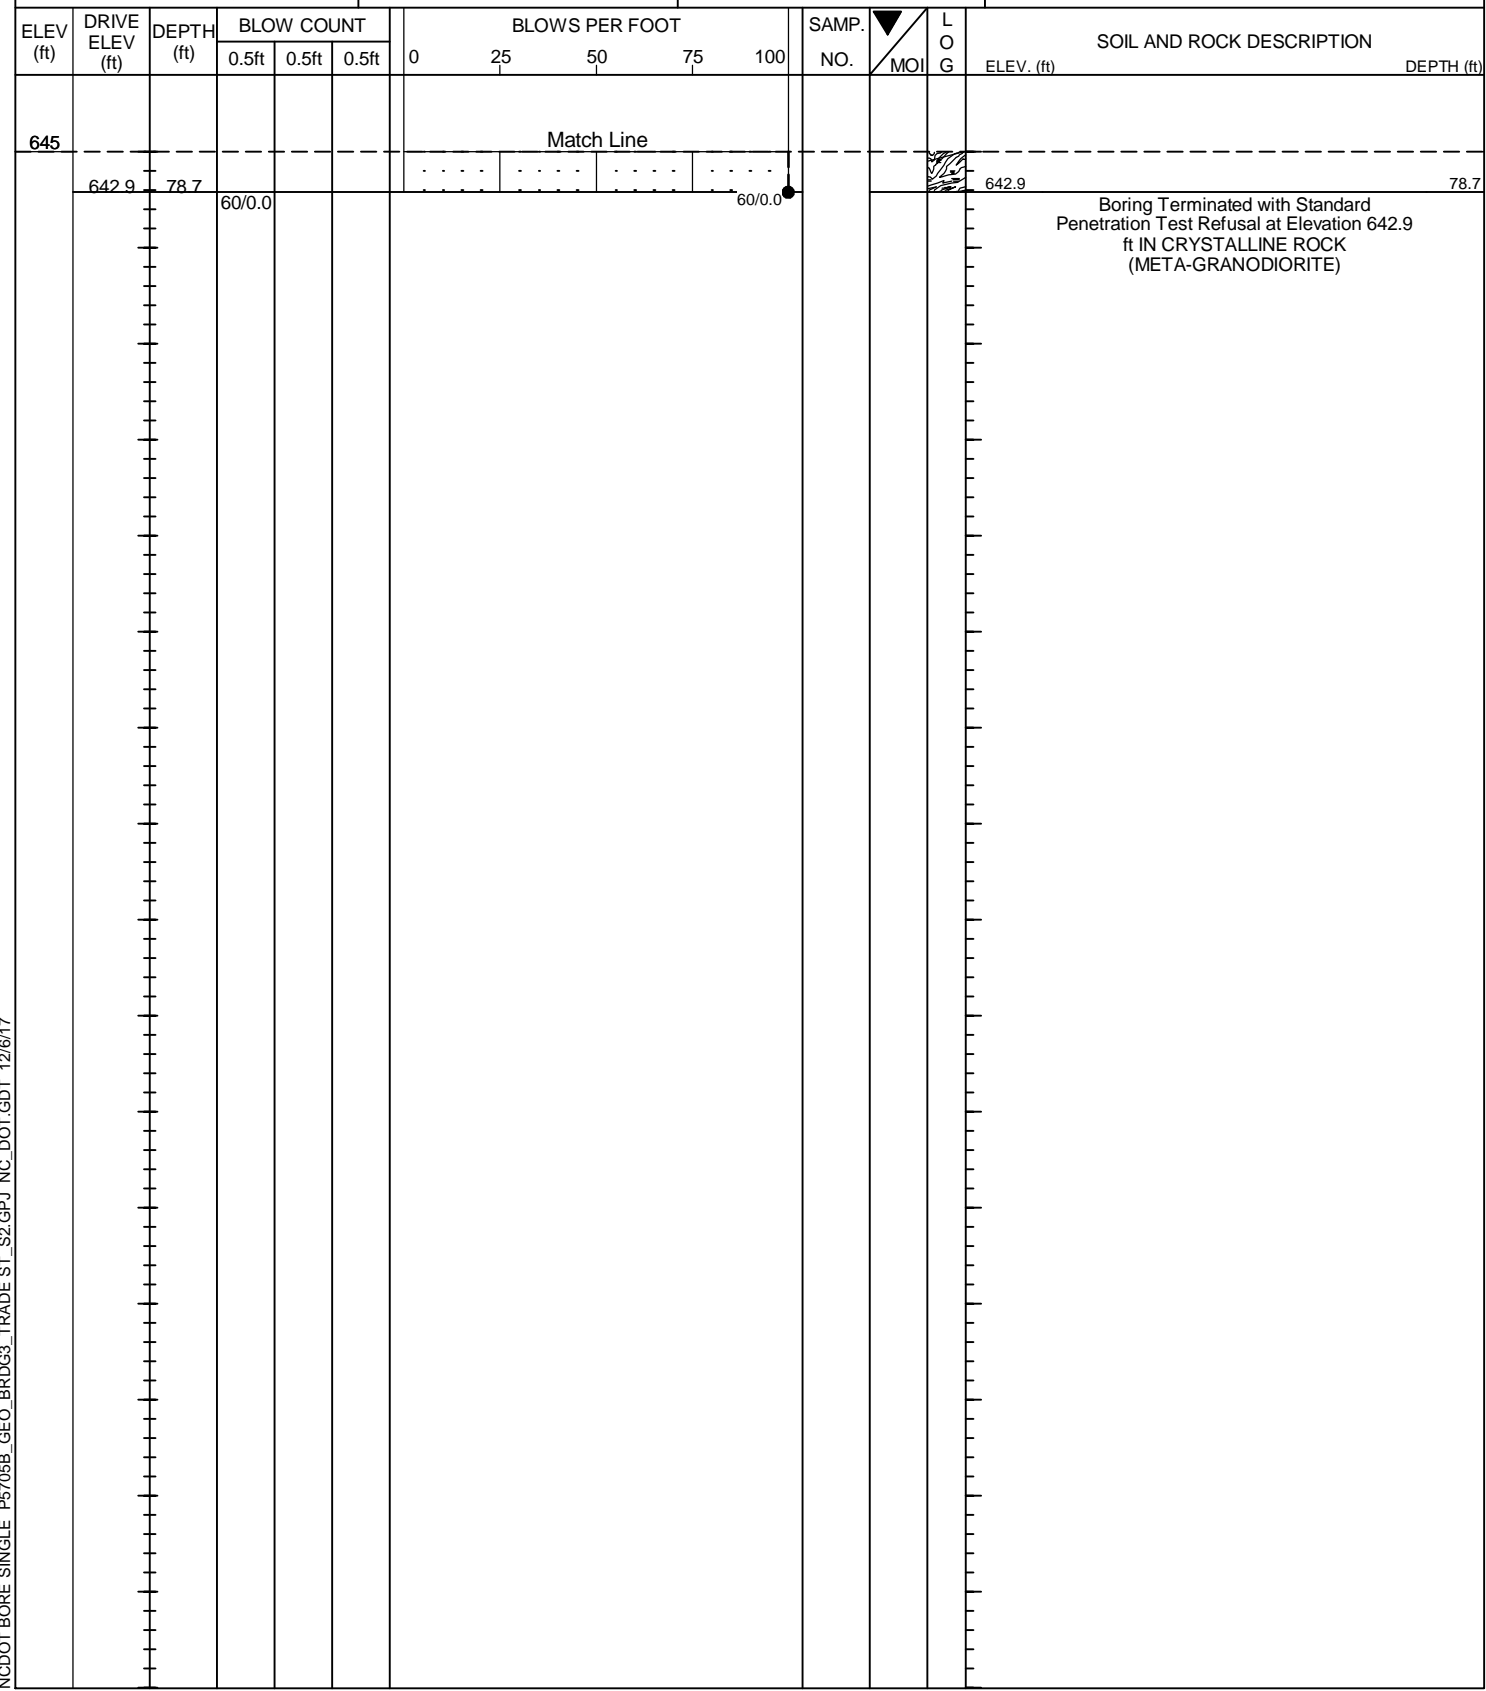 ELEV
(ft)
DRIVE
ELEV
(ft)
DEPTH
(ft)
BLOW COUNT
0.5ft 0.5ft 0.5ft
BLOWS PER FOOT
0 25 50 75 100
SAMP.
NO.
MOI
L
O
G
SOIL AND ROCK DESCRIPTION
ELEV. (ft) DEPTH (ft)
645 Match Line
642.9 78.7 642.9 78.7
60/0.0 60/0.0
Boring Terminated with Standard
Penetration Test Refusal at Elevation 642.9
ft IN CRYSTALLINE ROCK
(META-GRANODIORITE)
NCDOT BORE SINGLE P5705B_GEO_BRDG3_TRADE ST_S2.GPJ NC_DOT.GDT 12/6/17